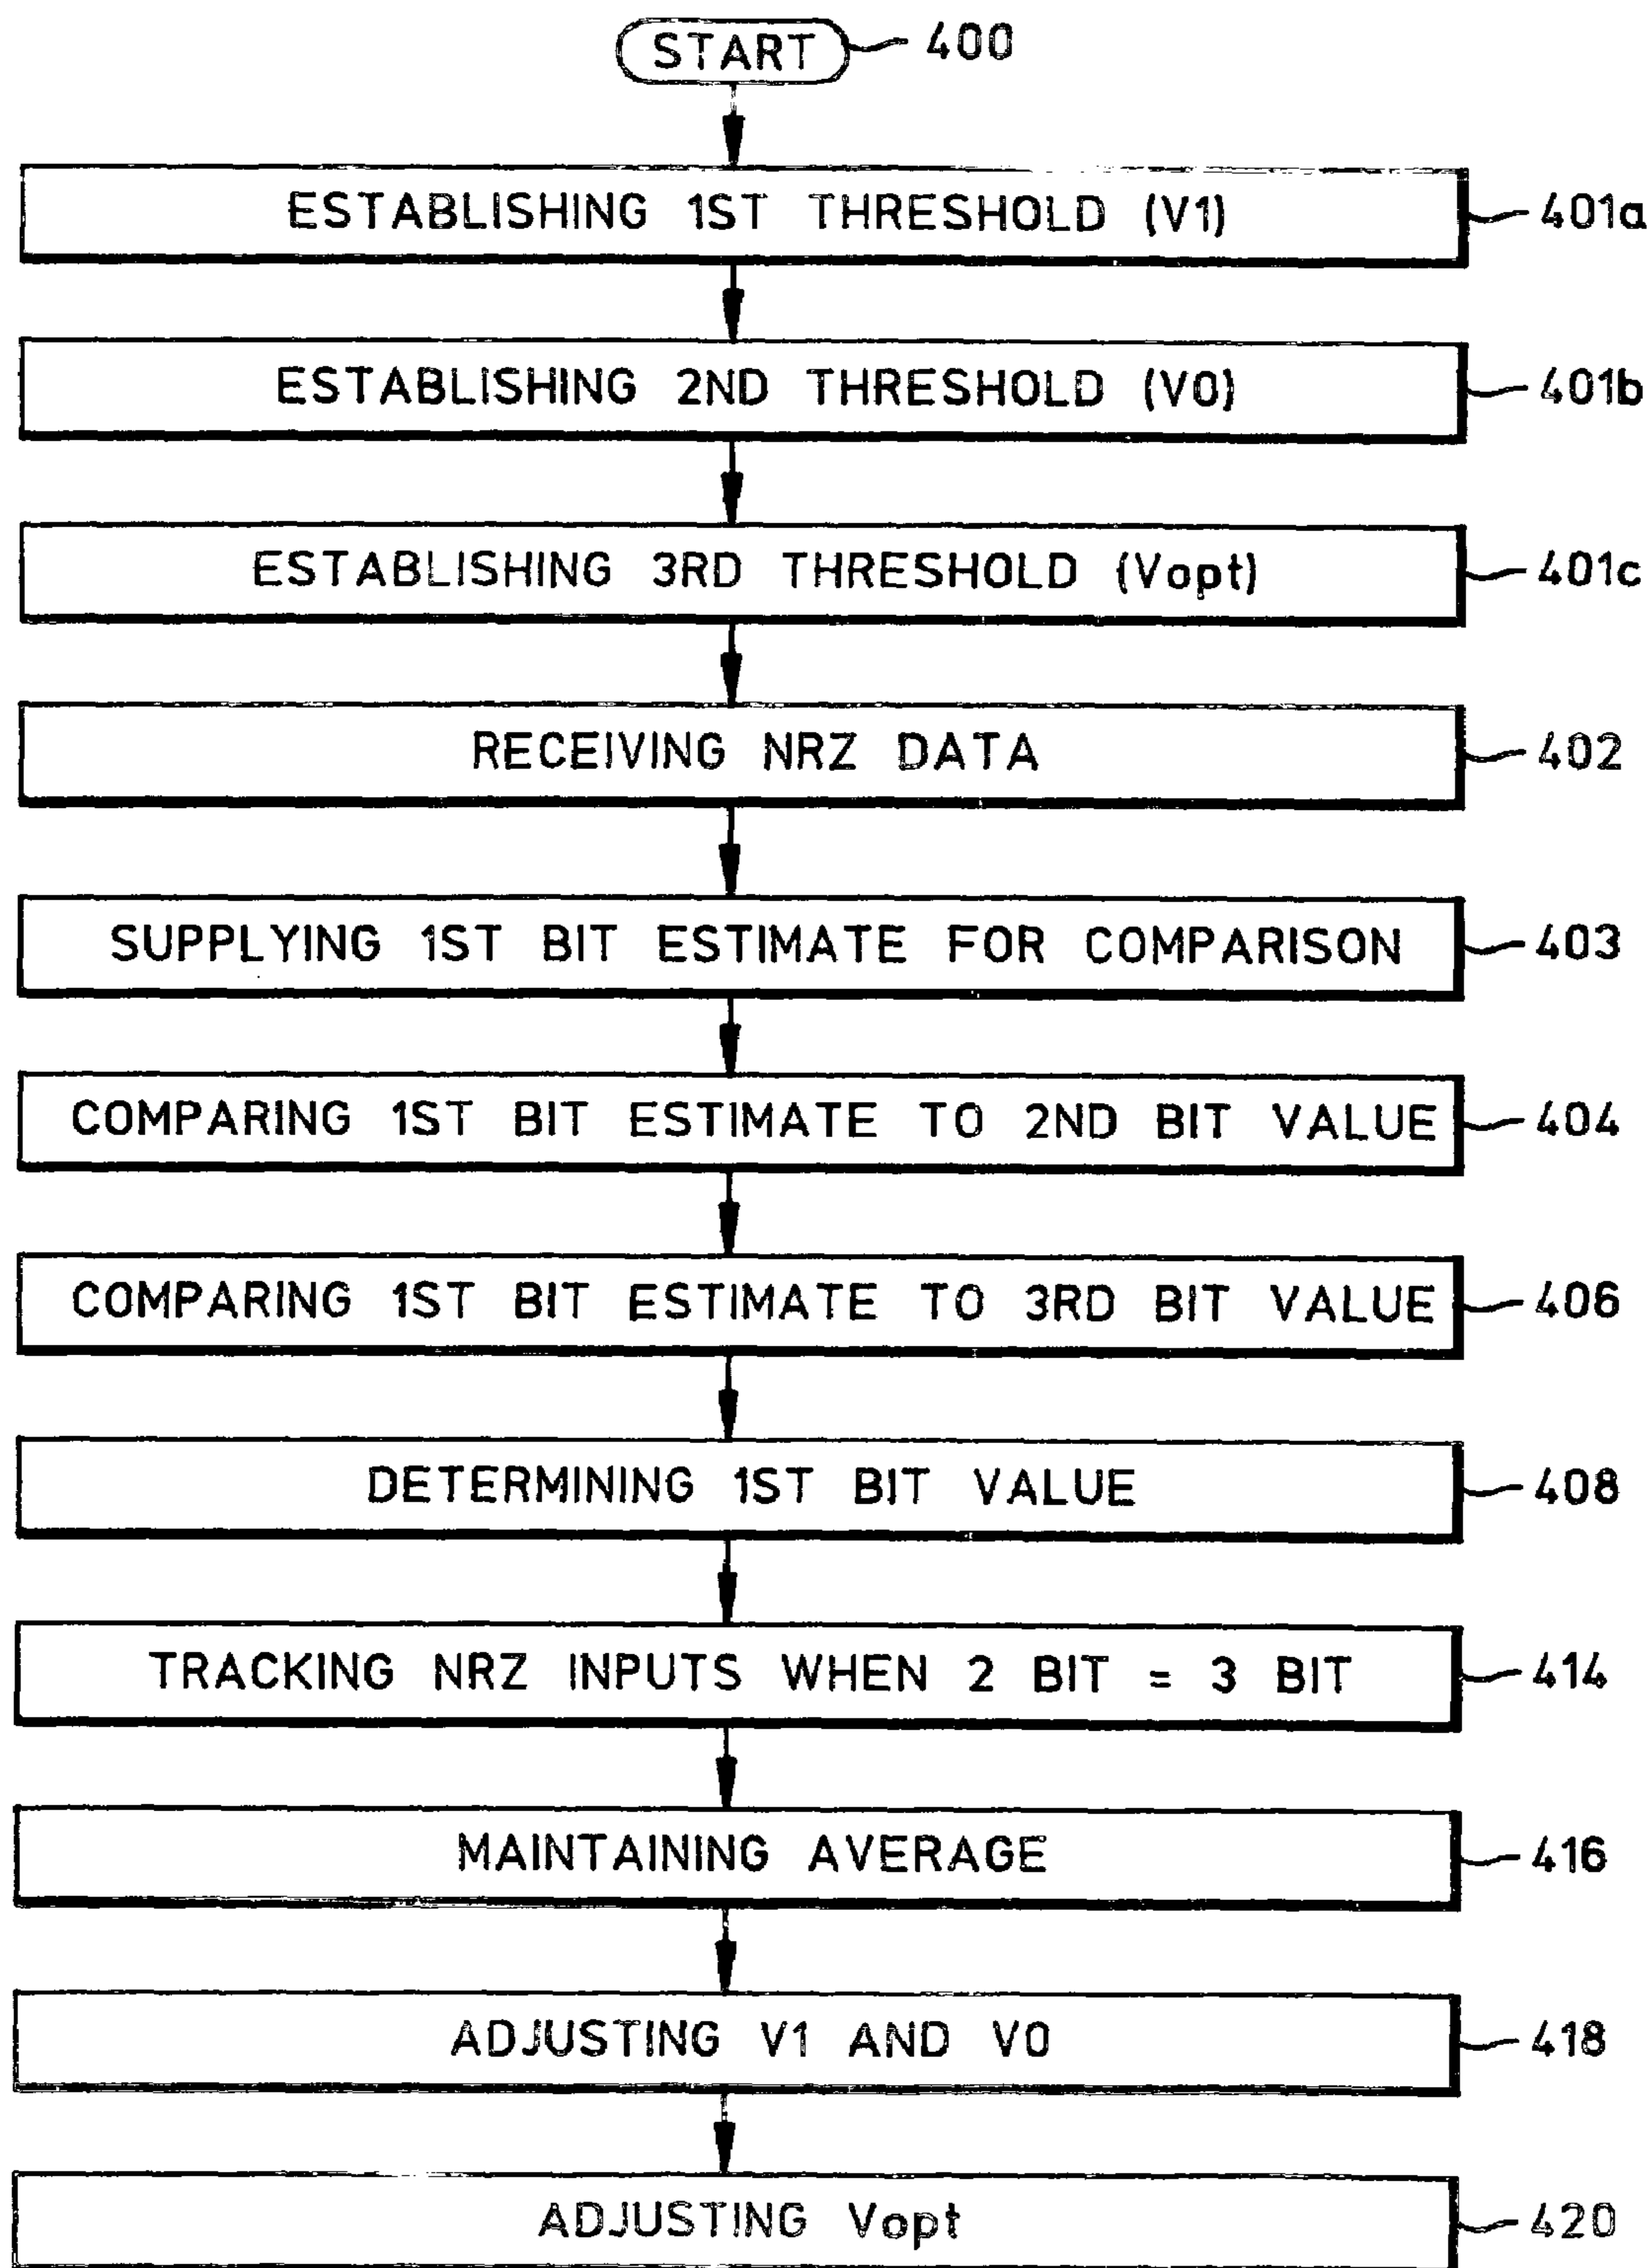 START 400
ESTABLISHING 1ST THRESHOLD (V1) 401a
ESTABLISHING 2ND THRESHOLD (V0) 401b
ESTABLISHING 3RD THRESHOLD (Vopt) 401c
RECEIVING NRZ DATA 402
SUPPLYING 1ST BIT ESTIMATE FOR COMPARISON 403
COMPARING 1ST BIT ESTIMATE TO 2ND BIT VALUE 404
COMPARING 1ST BIT ESTIMATE TO 3RD BIT VALUE 406
DETERMINING 1ST BIT VALUE 408
TRACKING NRZ INPUTS WHEN 2 BIT = 3 BIT 414
MAINTAINING AVERAGE 416
ADJUSTING V1 AND V0 418
ADJUSTING Vopt 420